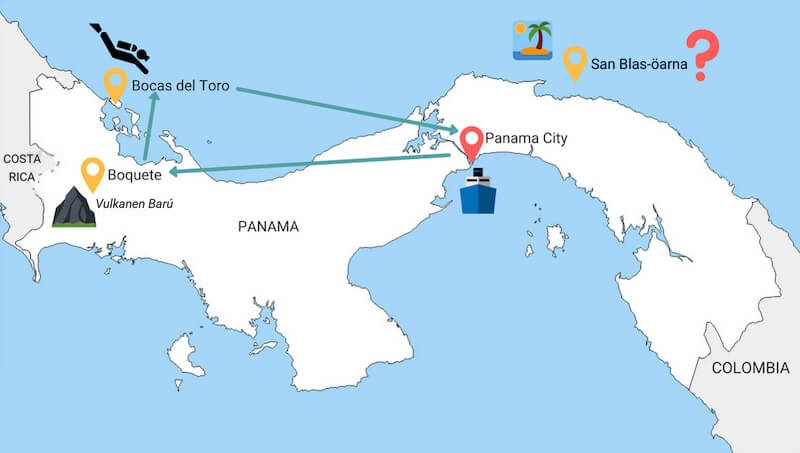 San Blas-öarna
?
Bocas del Toro
Panama City
COSTA
RICA
Boquete
Vulkanen Barú
PANAMA
COLOMBIA